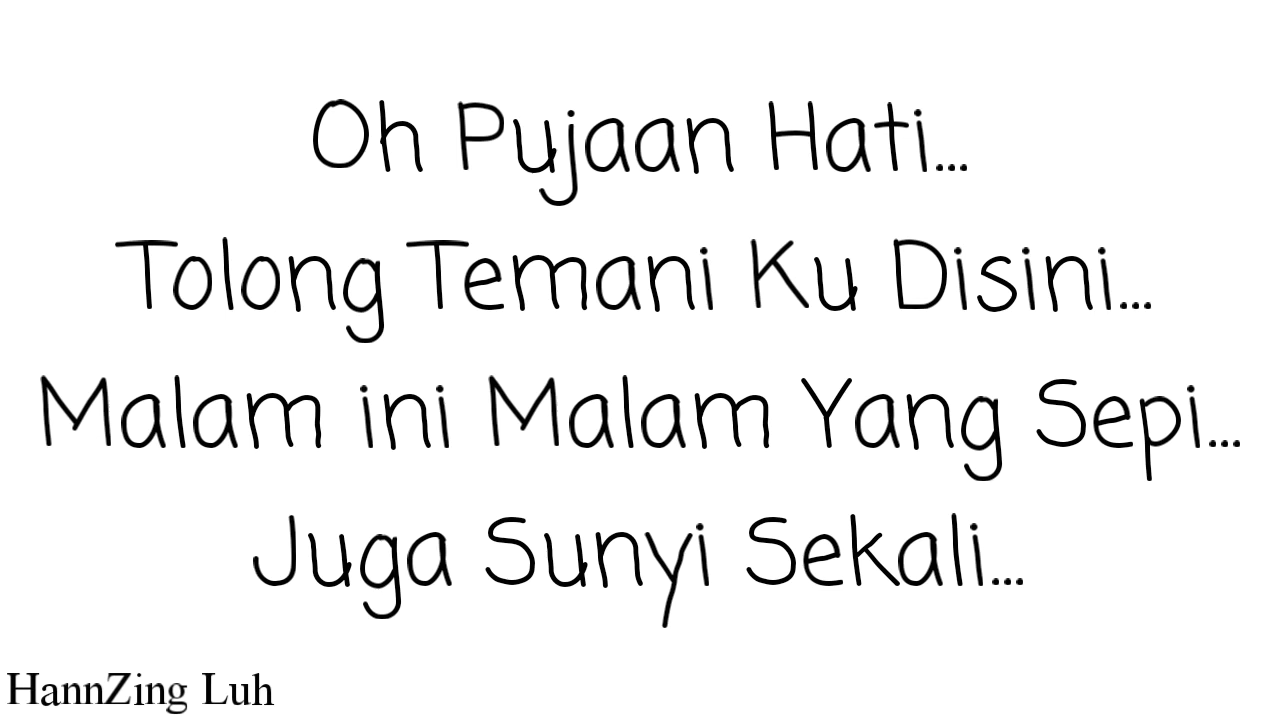 Oh Pujaan Hati...
Tolong Temani Ku Disini...
Malam ini Malam Yang Sepi...
Juga Sunyi Sekali...
HannZing Luh